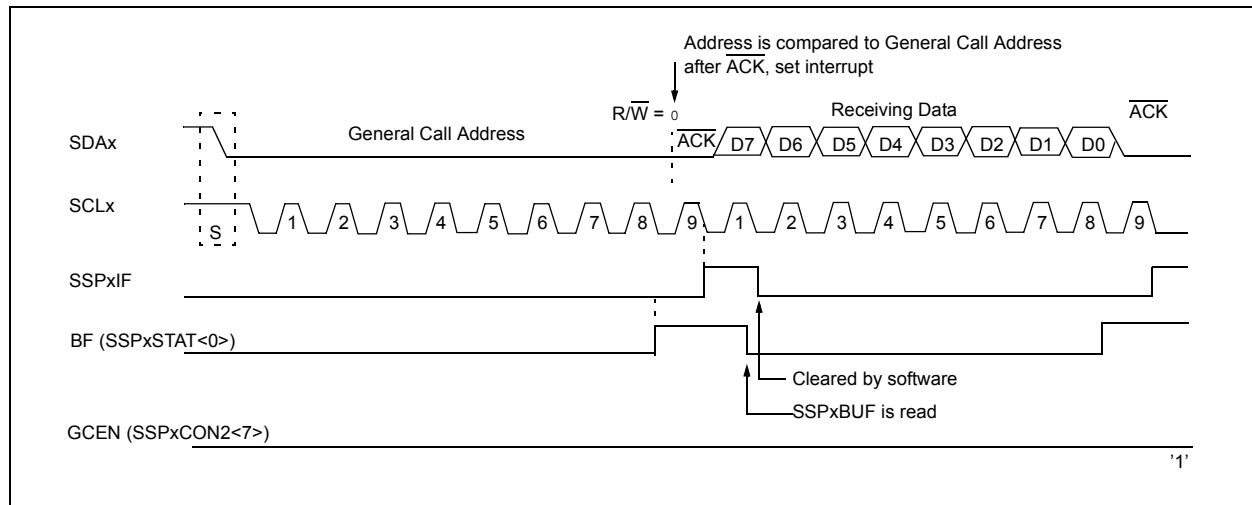 Address is compared to General Call Address
after ACK, set interrupt
R/W = 0
Receiving Data
ACK
General Call Address
SDAx
ACK
D7 D6 D5 D4 D3 D2 D1 D0
SCLx
S
1 2 3 4 5 6 7 8 9 1 2 3 4 5 6 7 8 9
SSPxIF
BF (SSPxSTAT<0>)
Cleared by software
SSPxBUF is read
GCEN (SSPxCON2<7>)
’1’